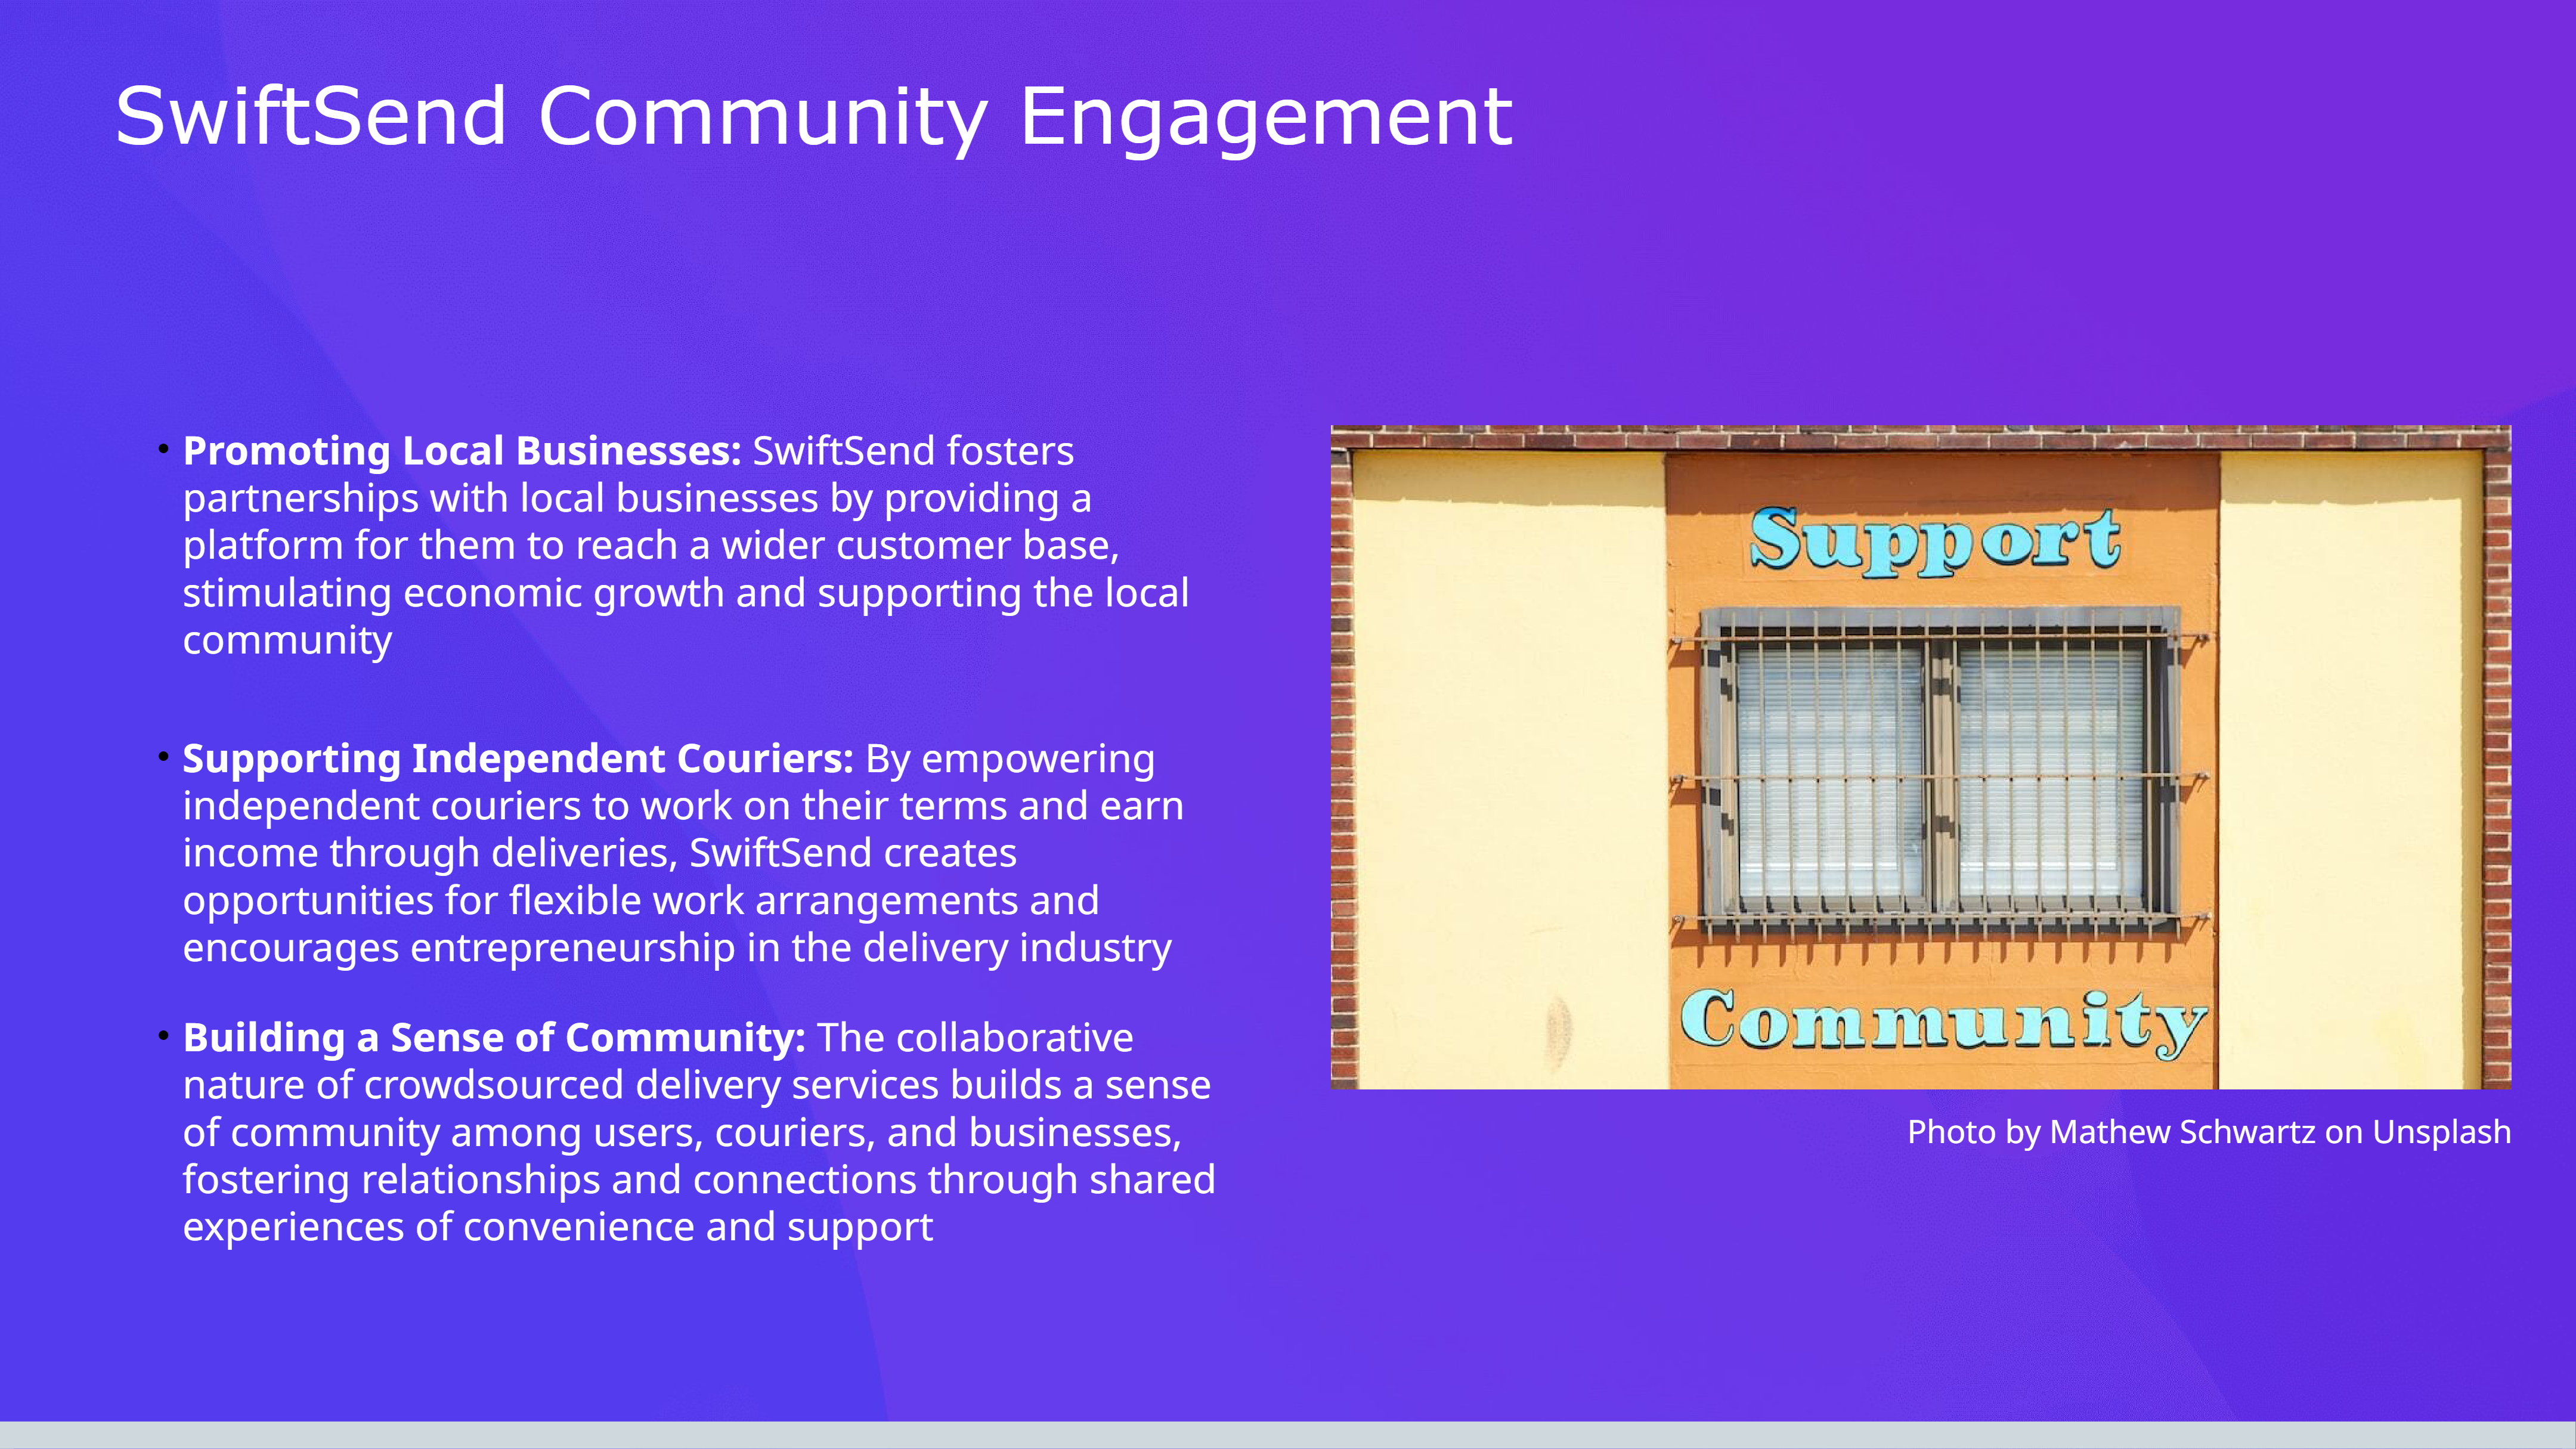 SwiftSend Community Engagement
• Promoting Local Businesses: SwiftSend fosters
partnerships with local businesses by providing a
platform for them to reach a wider customer base,
stimulating economic growth and supporting the local
community
• Supporting Independent Couriers: By empowering
independent couriers to work on their terms and earn
income through deliveries, SwiftSend creates
opportunities for flexible work arrangements and
encourages entrepreneurship in the delivery industry
• Building a Sense of Community: The collaborative
nature of crowdsourced delivery services builds a sense
of community among users, couriers, and businesses,
fostering relationships and connections through shared
experiences of convenience and support
Support
Community
Photo by Mathew Schwartz on Unsplash